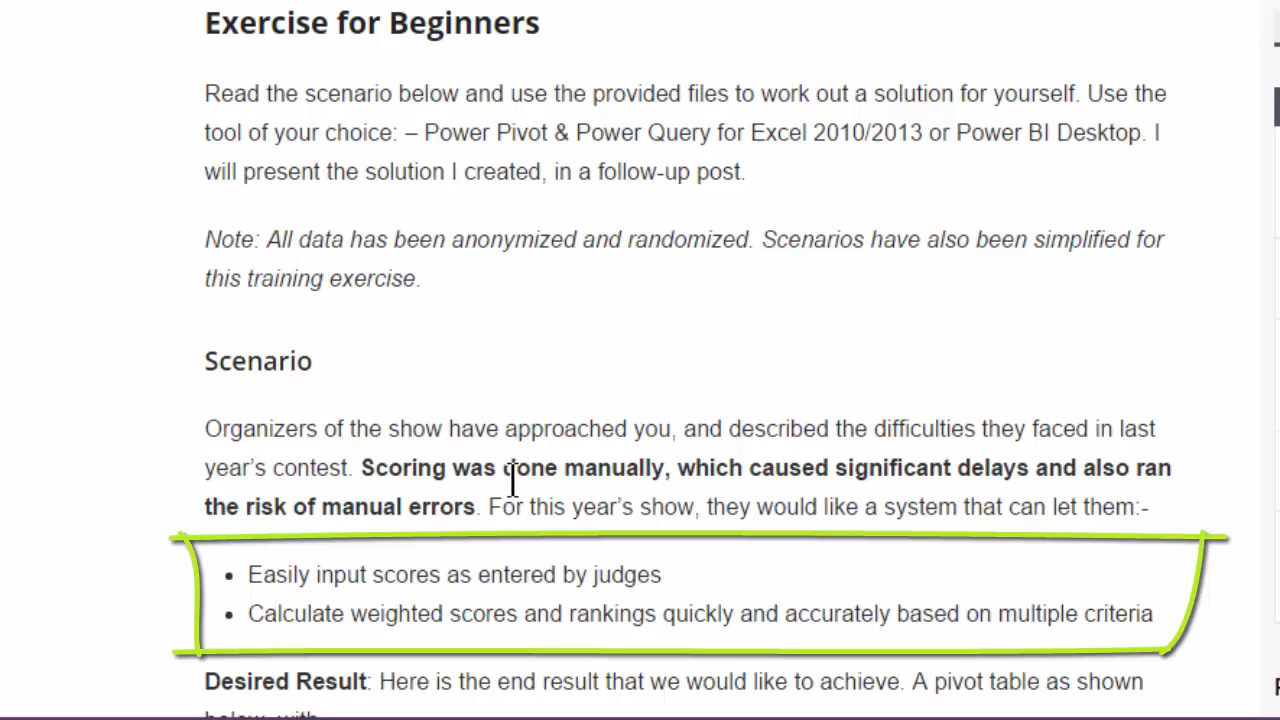 Exercise for Beginners
Read the scenario below and use the provided files to work out a solution for yourself. Use the
tool of your choice: – Power Pivot & Power Query for Excel 2010/2013 or Power BI Desktop. I
will present the solution I created, in a follow-up post.
Note: All data has been anonymized and randomized. Scenarios have also been simplified for
this training exercise.
Scenario
Organizers of the show have approached you, and described the difficulties they faced in last
year’s contest. Scoring was done manually, which caused significant delays and also ran
the risk of manual errors. For this year’s show, they would like a system that can let them:-
• Easily input scores as entered by judges
• Calculate weighted scores and rankings quickly and accurately based on multiple criteria
Desired Result: Here is the end result that we would like to achieve. A pivot table as shown
below, with